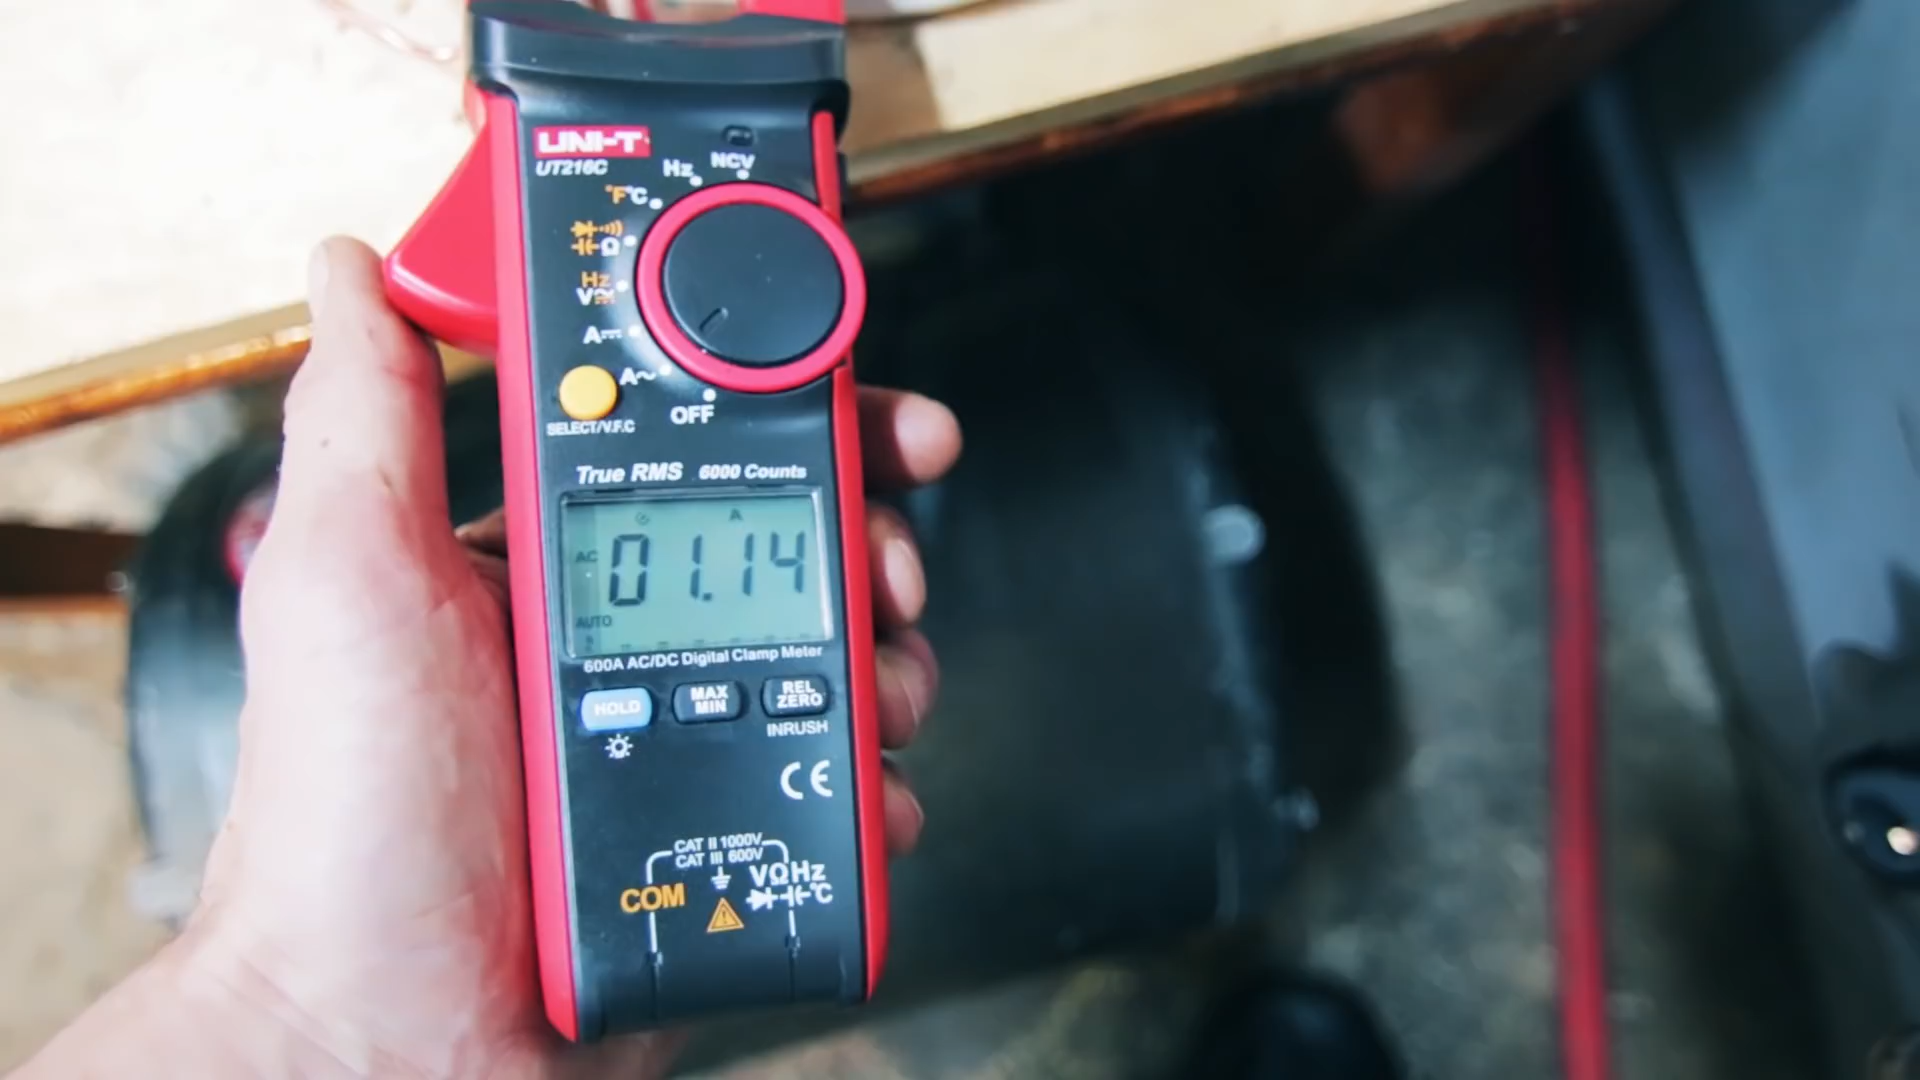 UNI-T
UT216C
Hz NCV
°F°C
Ω
Hz
V
A
A~
OFF
SELECT/V.F.C
True RMS 6000 Counts
A
AC
01.14
AUTO
600A AC/DC Digital Clamp Meter
HOLD
MAX
MIN
REL
ZERO
INRUSH
CE
CAT II 1000V
CAT III 600V
COM
VΩHz
°C